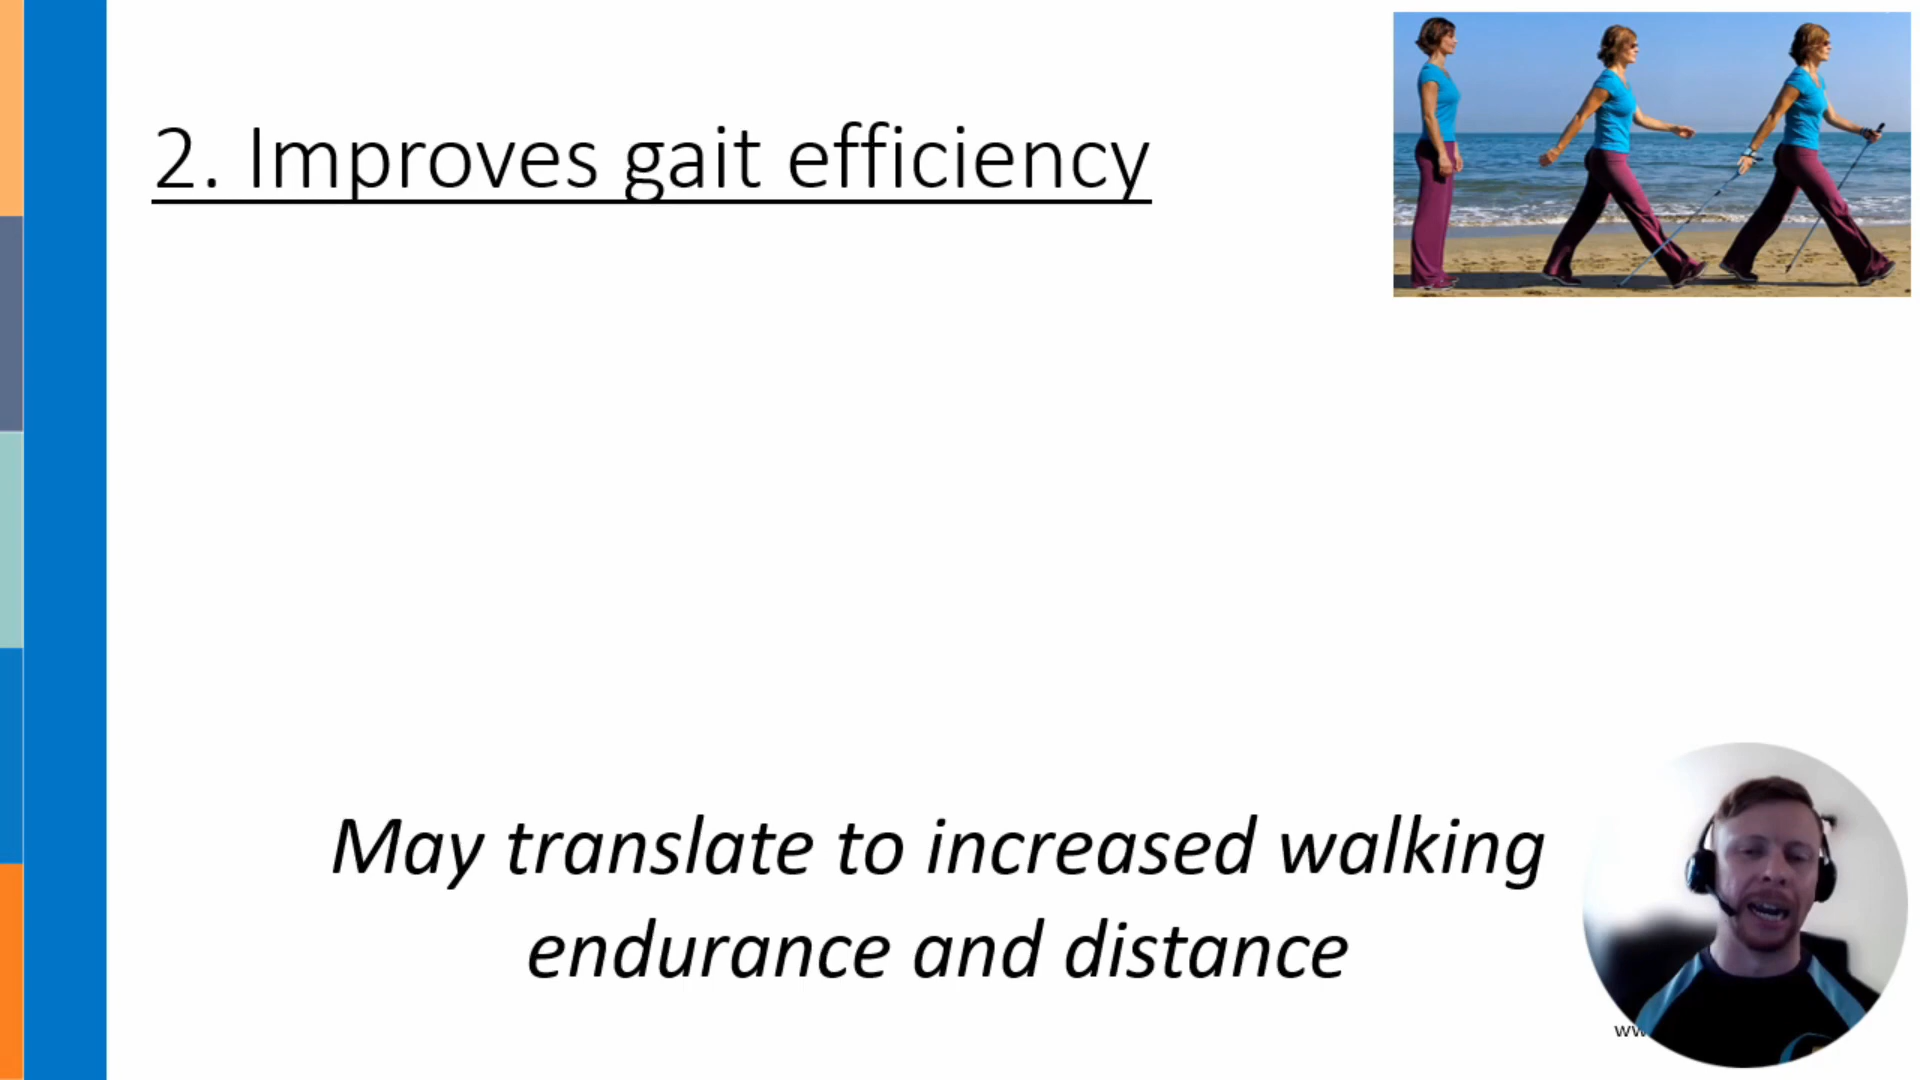 2. Improves gait efficiency
May translate to increased walking
endurance and distance